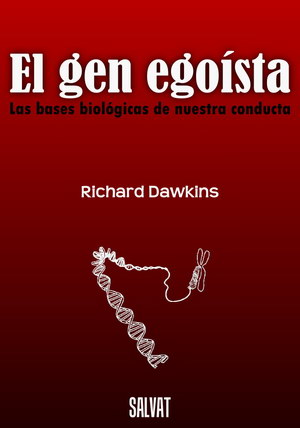 El gen egoísta
Las bases biológicas de nuestra conducta
Richard Dawkins
SALVAT